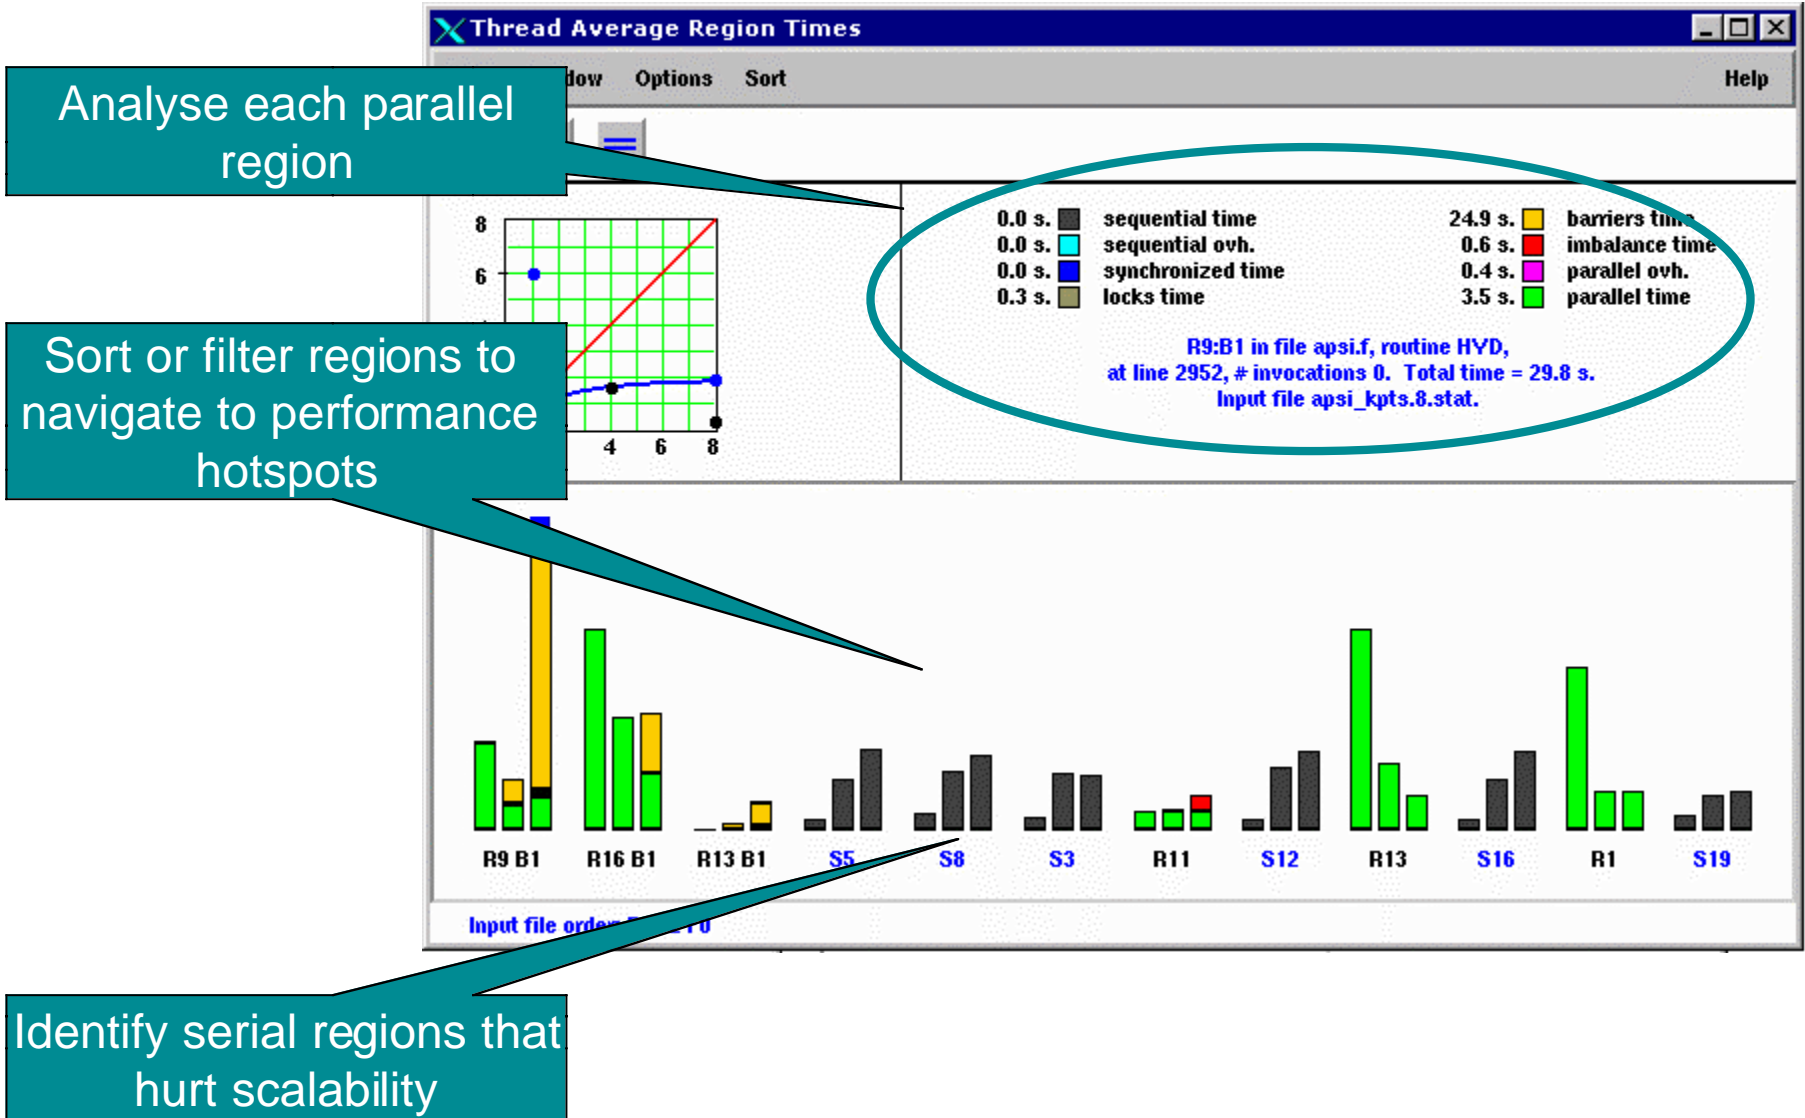 Thread Average Region Times
Options Sort Help
Analyse each parallel
region
8
6
4 6 8
0.0 s. sequential time
0.0 s. sequential ovh.
0.0 s. synchronized time
0.3 s. locks time
24.9 s. barriers time
0.6 s. imbalance time
0.4 s. parallel ovh.
3.5 s. parallel time
R9:B1 in file apsi.f, routine HYD,
at line 2952, # invocations 0. Total time = 29.8 s.
Input file apsi_kpts.8.stat.
Sort or filter regions to
navigate to performance
hotspots
R9 B1 R16 B1 R13 B1 S5 S8 S3 R11 S12 R13 S16 R1 S19
Input file order:
Identify serial regions that
hurt scalability